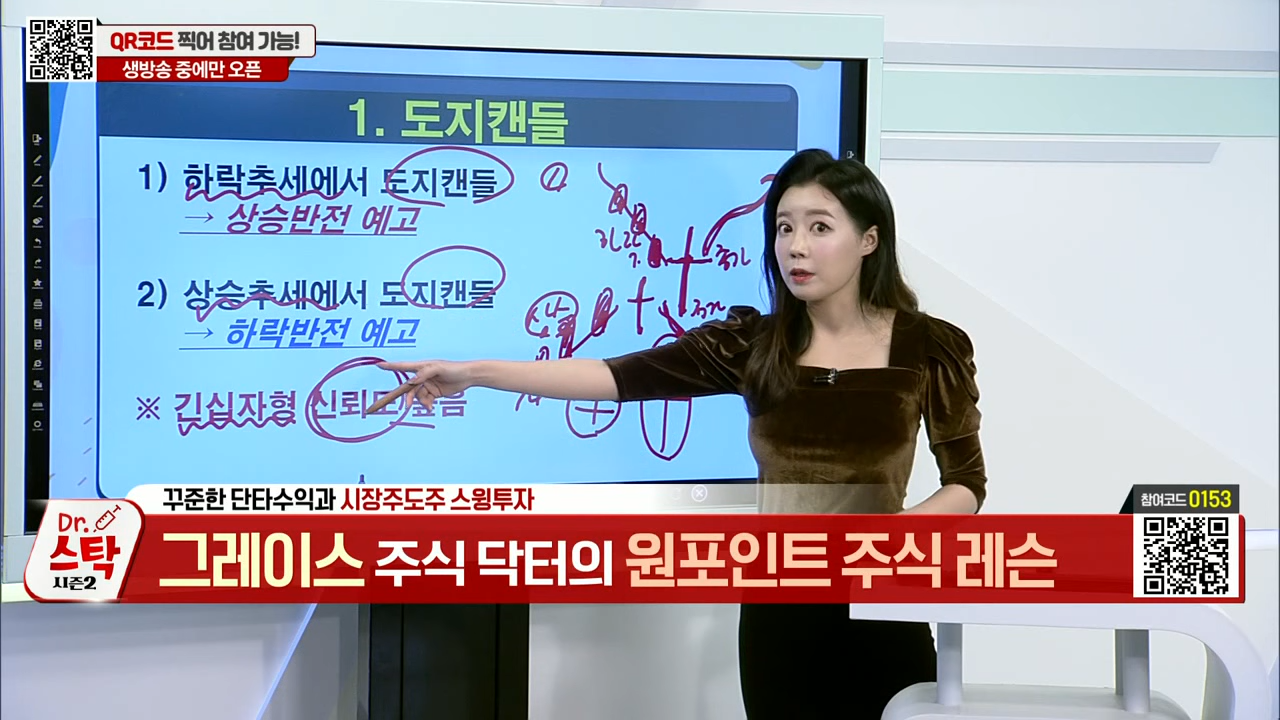 QR코드 찍어 참여 가능!
생방송 중에만 오픈
1. 도지캔들
1) 하락추세에서 도지캔들
→ 상승반전 예고
2) 상승추세에서 도지캔들
→ 하락반전 예고
※ 긴십자형 신뢰도 높음
종가
꾸준한 단타수익과 시장주도주 스윙투자
Dr.
스탁
시즌2
그레이스 주식 닥터의 원포인트 주식 레슨
참여코드 0153